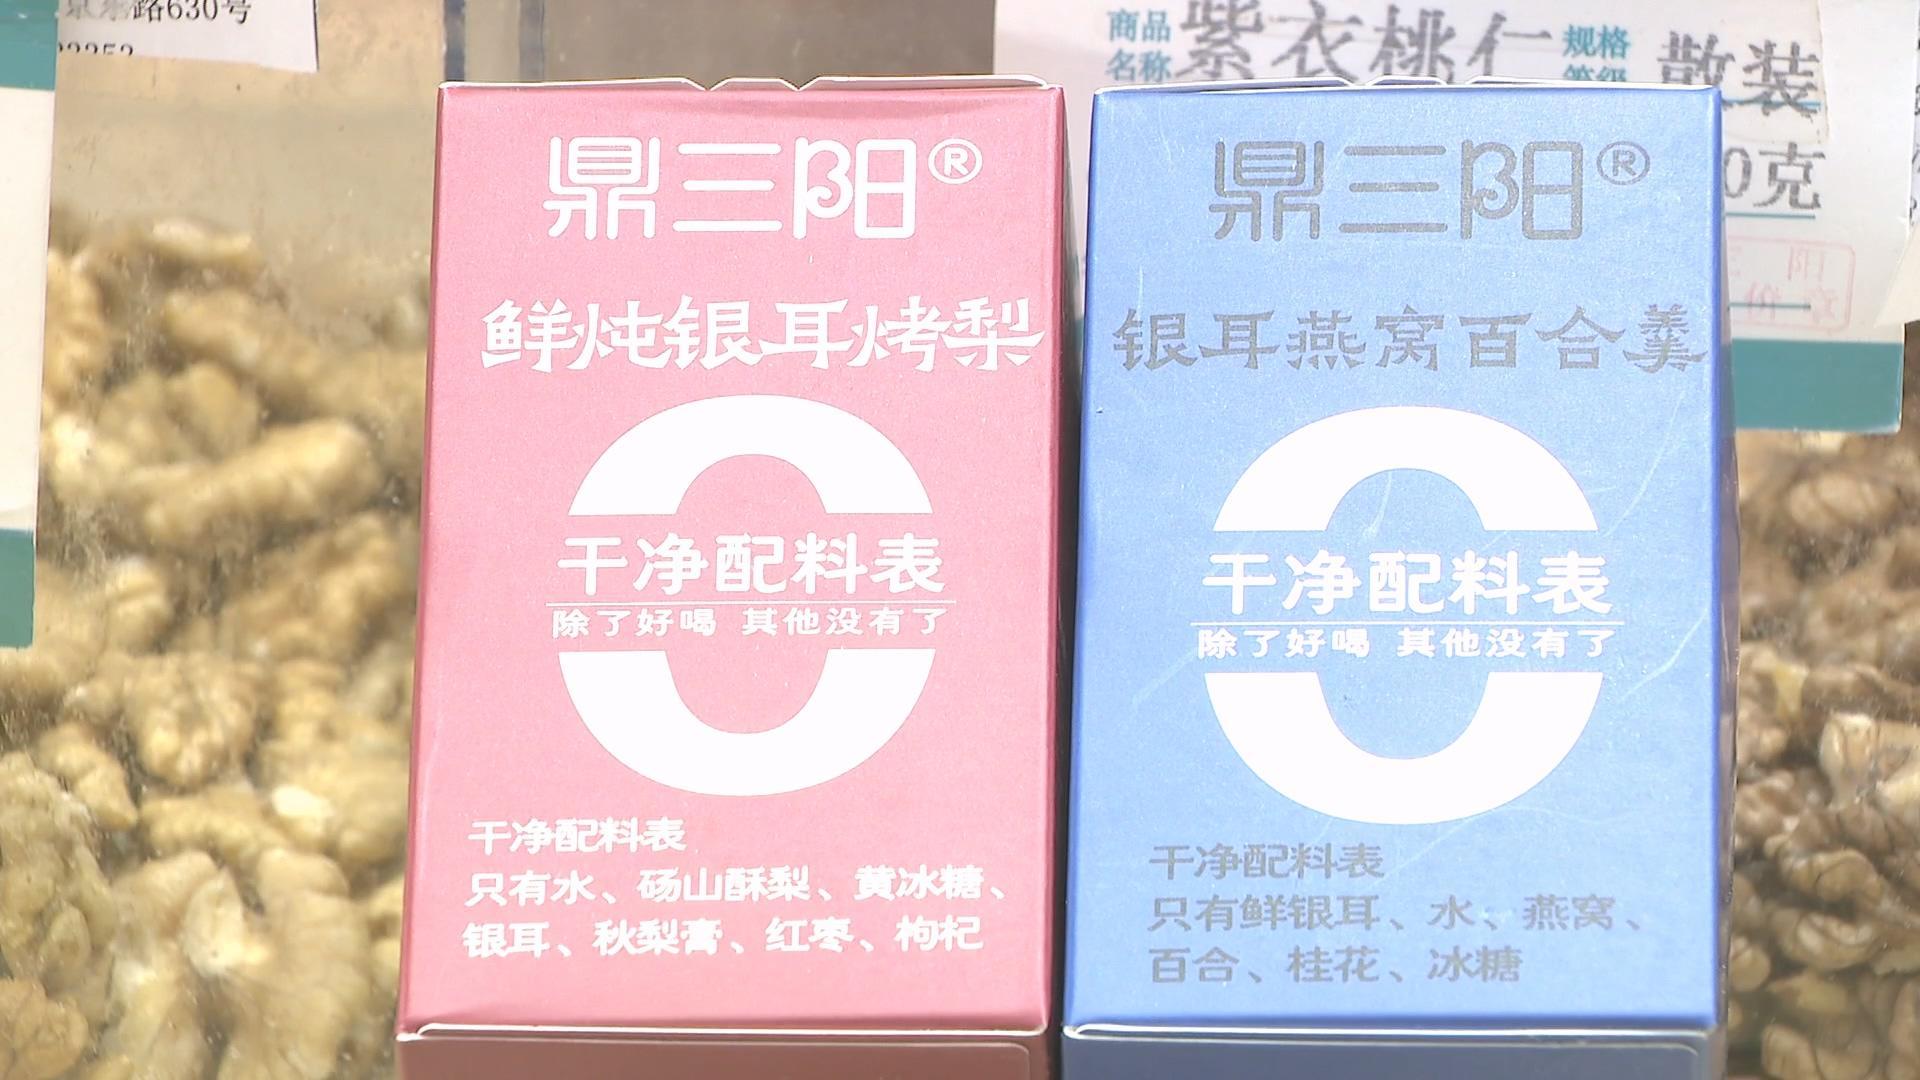 路630号
商品
名称
紫衣桃仁
规格
散装
0克
鼎三阳®
鲜炖银耳烤梨
干净配料表
除了好喝 其他没有了
干净配料表
只有水、砀山酥梨、黄冰糖、
银耳、秋梨膏、红枣、枸杞
鼎三阳®
银耳燕窝百合羹
干净配料表
除了好喝 其他没有了
干净配料表
只有鲜银耳、水、燕窝、
百合、桂花、冰糖